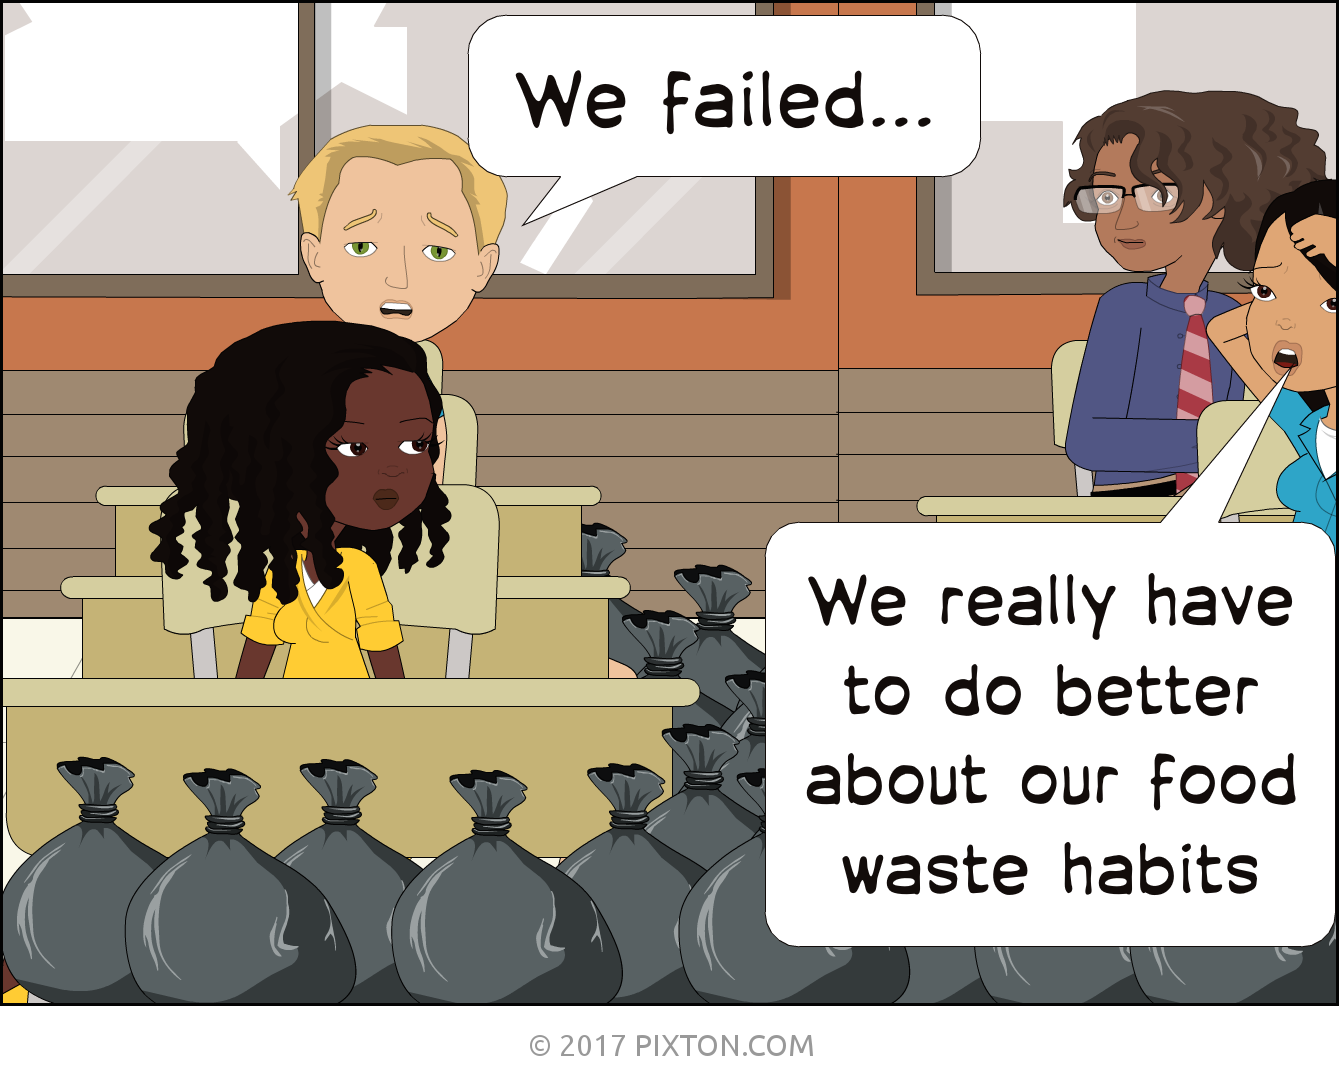 We failed...
We really have
to do better
about our food
waste habits
© 2017 PIXTON.COM